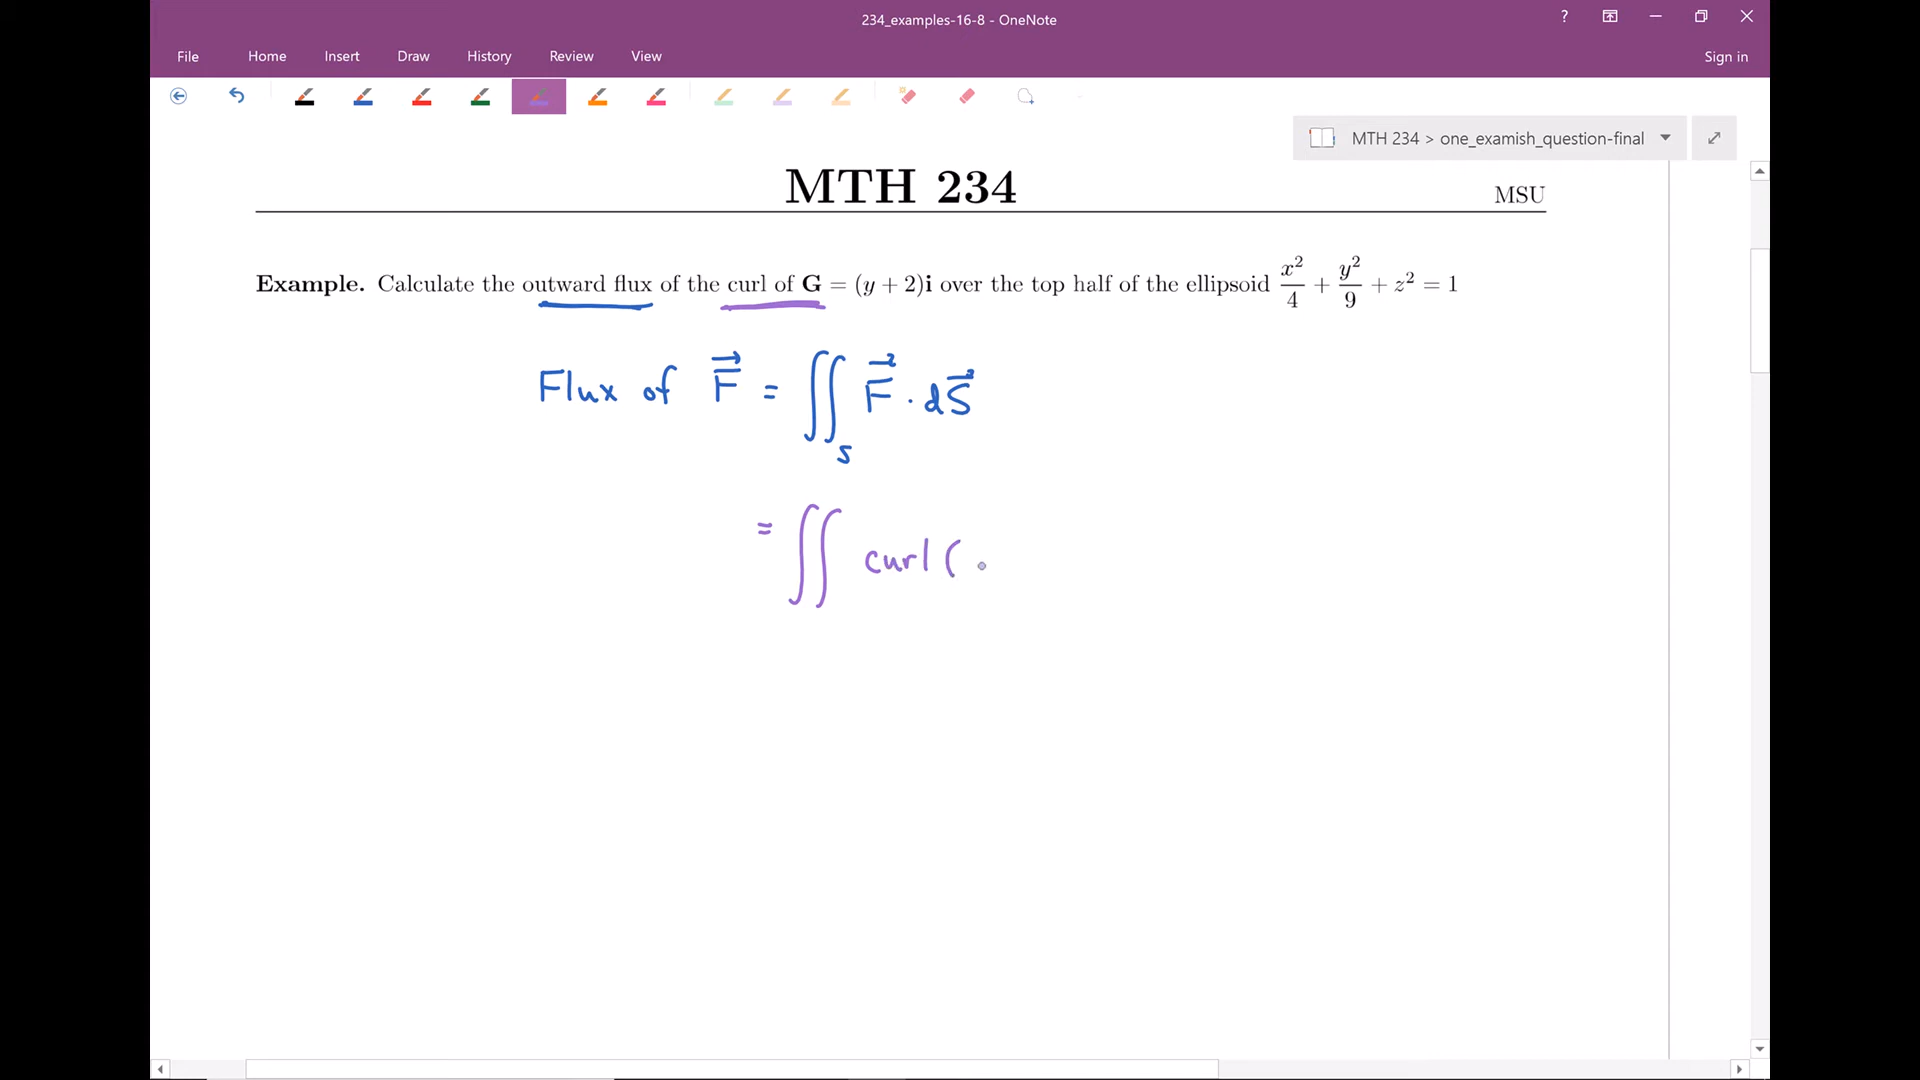 234_examples-16-8 - OneNote
?
File Home Insert Draw History Review View Sign in
MTH 234 > one_examish_question-final
MTH 234
MSU
Example. Calculate the outward flux of the curl of G = (y + 2)i over the top half of the ellipsoid x²/4 + y²/9 + z² = 1
Flux of F⃗ = ∬_S F⃗ · dS⃗
= ∬ curl (